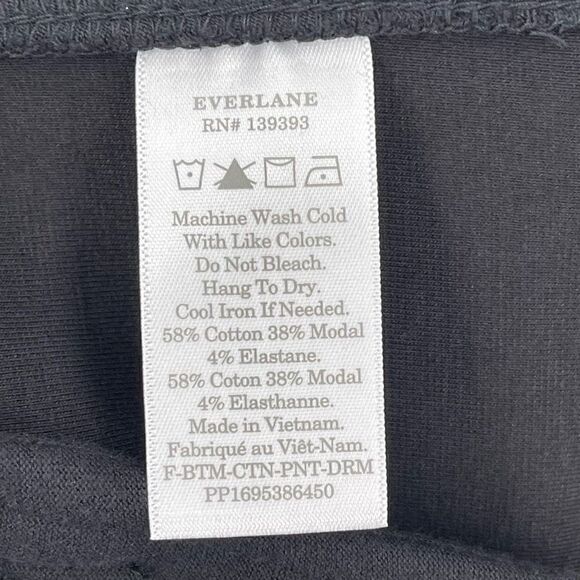 EVERLANE
RN# 139393
Machine Wash Cold
With Like Colors.
Do Not Bleach.
Hang To Dry.
Cool Iron If Needed.
58% Cotton 38% Modal
4% Elastane.
58% Coton 38% Modal
4% Elasthanne.
Made in Vietnam.
Fabriqué au Viêt-Nam.
F-BTM-CTN-PNT-DRM
PP1695386450